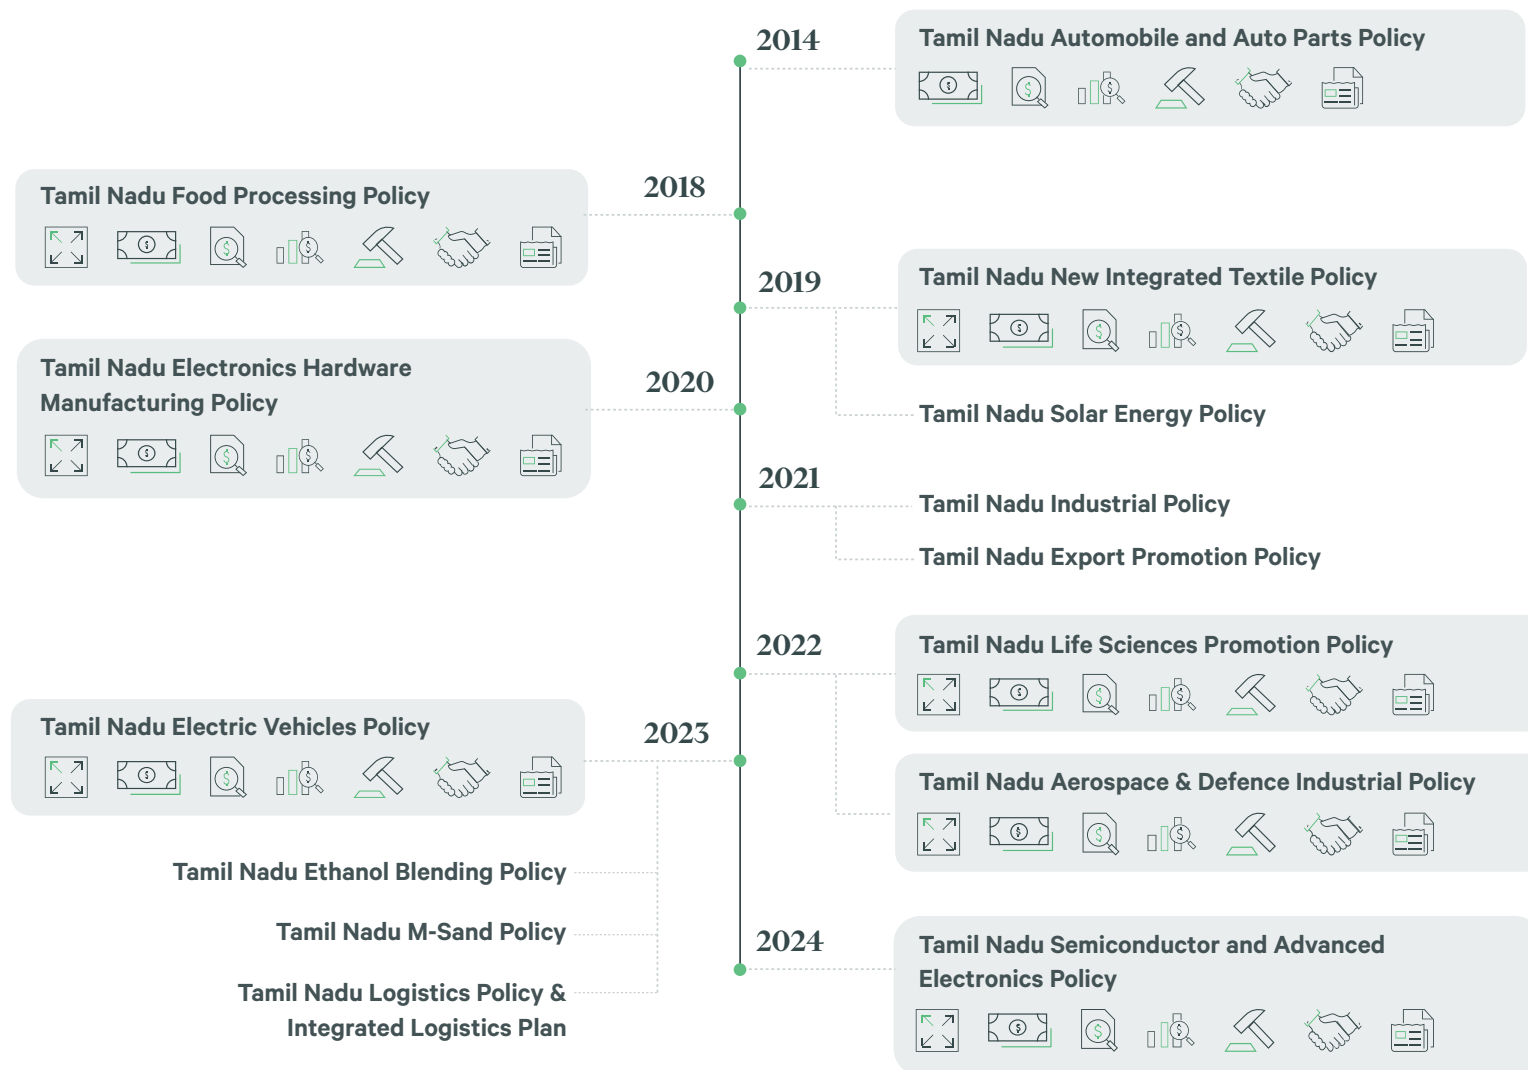 2014
Tamil Nadu Automobile and Auto Parts Policy
2018
Tamil Nadu Food Processing Policy
2019
Tamil Nadu New Integrated Textile Policy
Tamil Nadu Solar Energy Policy
2020
Tamil Nadu Electronics Hardware
Manufacturing Policy
2021
Tamil Nadu Industrial Policy
Tamil Nadu Export Promotion Policy
2022
Tamil Nadu Life Sciences Promotion Policy
Tamil Nadu Aerospace & Defence Industrial Policy
2023
Tamil Nadu Electric Vehicles Policy
Tamil Nadu Ethanol Blending Policy
Tamil Nadu M-Sand Policy
Tamil Nadu Logistics Policy &
Integrated Logistics Plan
2024
Tamil Nadu Semiconductor and Advanced
Electronics Policy